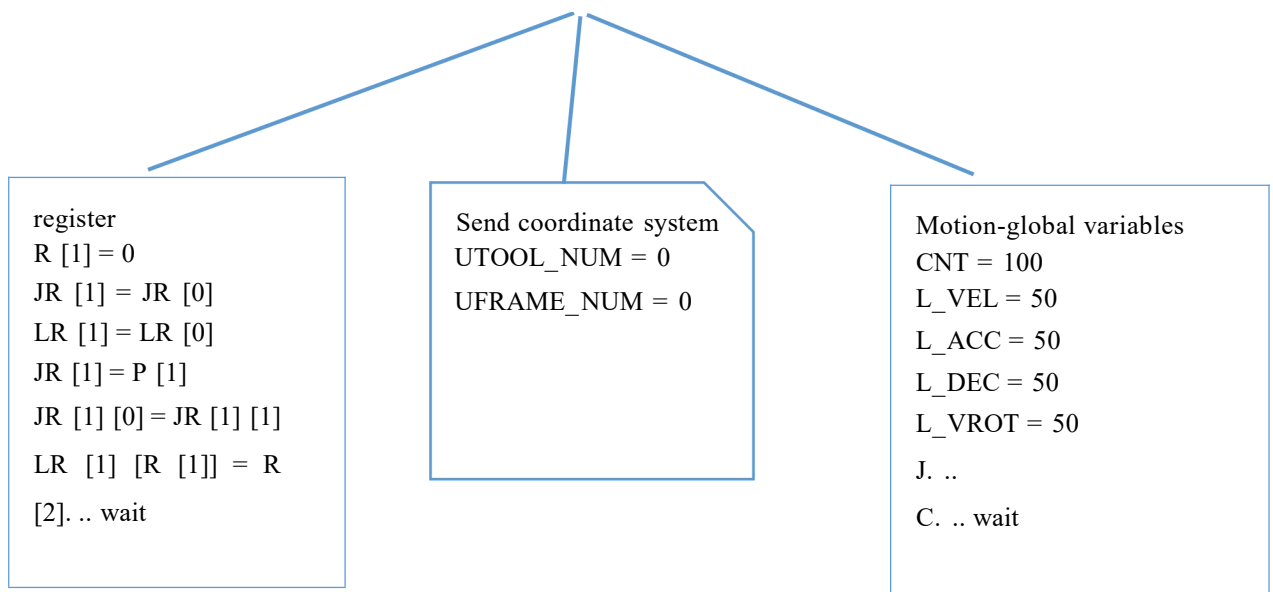 register
R [1] = 0
JR [1] = JR [0]
LR [1] = LR [0]
JR [1] = P [1]
JR [1] [0] = JR [1] [1]
LR [1] [R [1]] = R
[2]. .. wait
Send coordinate system
UTOOL_NUM = 0
UFRAME_NUM = 0
Motion-global variables
CNT = 100
L_VEL = 50
L_ACC = 50
L_DEC = 50
L_VROT = 50
J. ..
C. .. wait